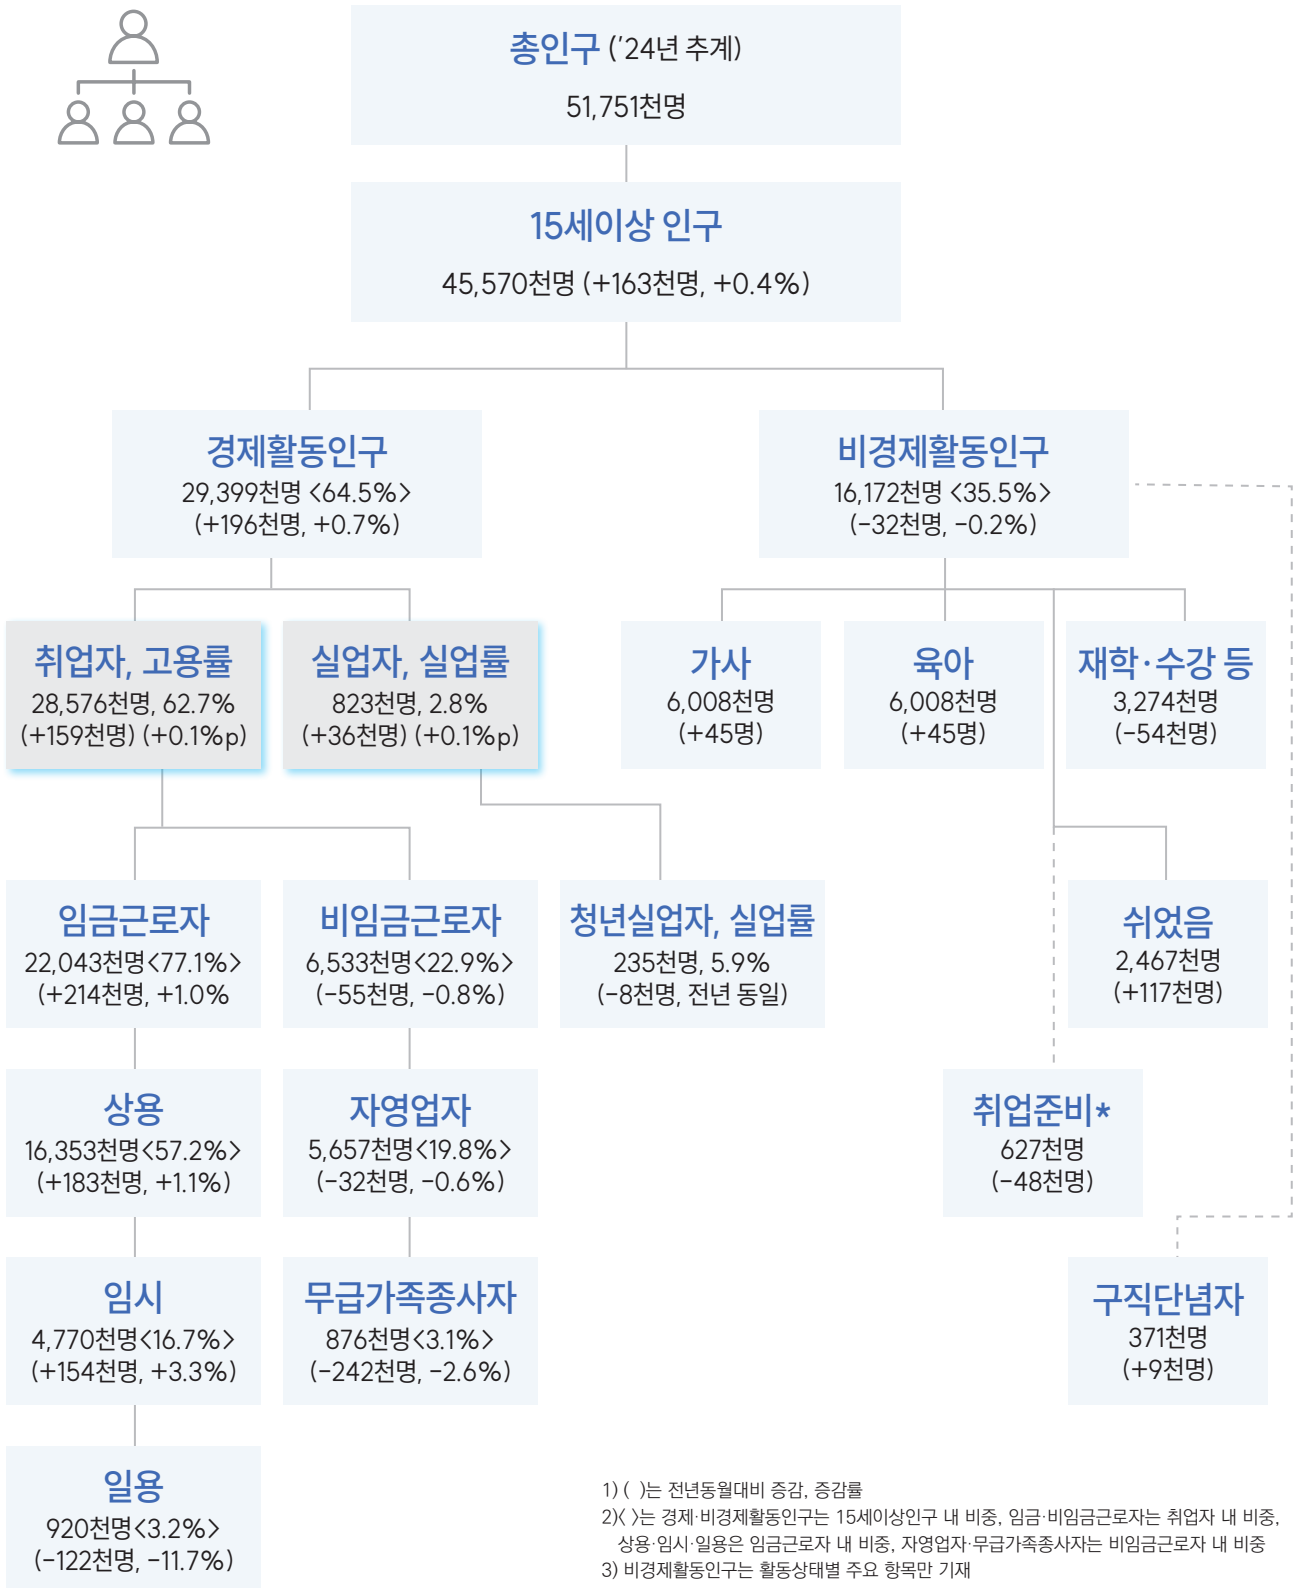 총인구 ('24년 추계)
51,751천명
15세이상 인구
45,570천명 (+163천명, +0.4%)
경제활동인구
29,399천명 <64.5%>
(+196천명, +0.7%)
비경제활동인구
16,172천명 <35.5%>
(-32천명, -0.2%)
취업자, 고용률
28,576천명, 62.7%
(+159천명) (+0.1%p)
실업자, 실업률
823천명, 2.8%
(+36천명) (+0.1%p)
가사
6,008천명
(+45명)
육아
6,008천명
(+45명)
재학·수강 등
3,274천명
(-54천명)
임금근로자
22,043천명<77.1%>
(+214천명, +1.0%
비임금근로자
6,533천명<22.9%>
(-55천명, -0.8%)
청년실업자, 실업률
235천명, 5.9%
(-8천명, 전년 동일)
쉬었음
2,467천명
(+117천명)
상용
16,353천명<57.2%>
(+183천명, +1.1%)
자영업자
5,657천명<19.8%>
(-32천명, -0.6%)
취업준비*
627천명
(-48천명)
임시
4,770천명<16.7%>
(+154천명, +3.3%)
무급가족종사자
876천명<3.1%>
(-242천명, -2.6%)
구직단념자
371천명
(+9천명)
일용
920천명<3.2%>
(-122천명, -11.7%)
1) ( )는 전년동월대비 증감, 증감률
2)< >는 경제·비경제활동인구는 15세이상인구 내 비중, 임금·비임금근로자는 취업자 내 비중,
상용·임시·일용은 임금근로자 내 비중, 자영업자·무급가족종사자는 비임금근로자 내 비중
3) 비경제활동인구는 활동상태별 주요 항목만 기재